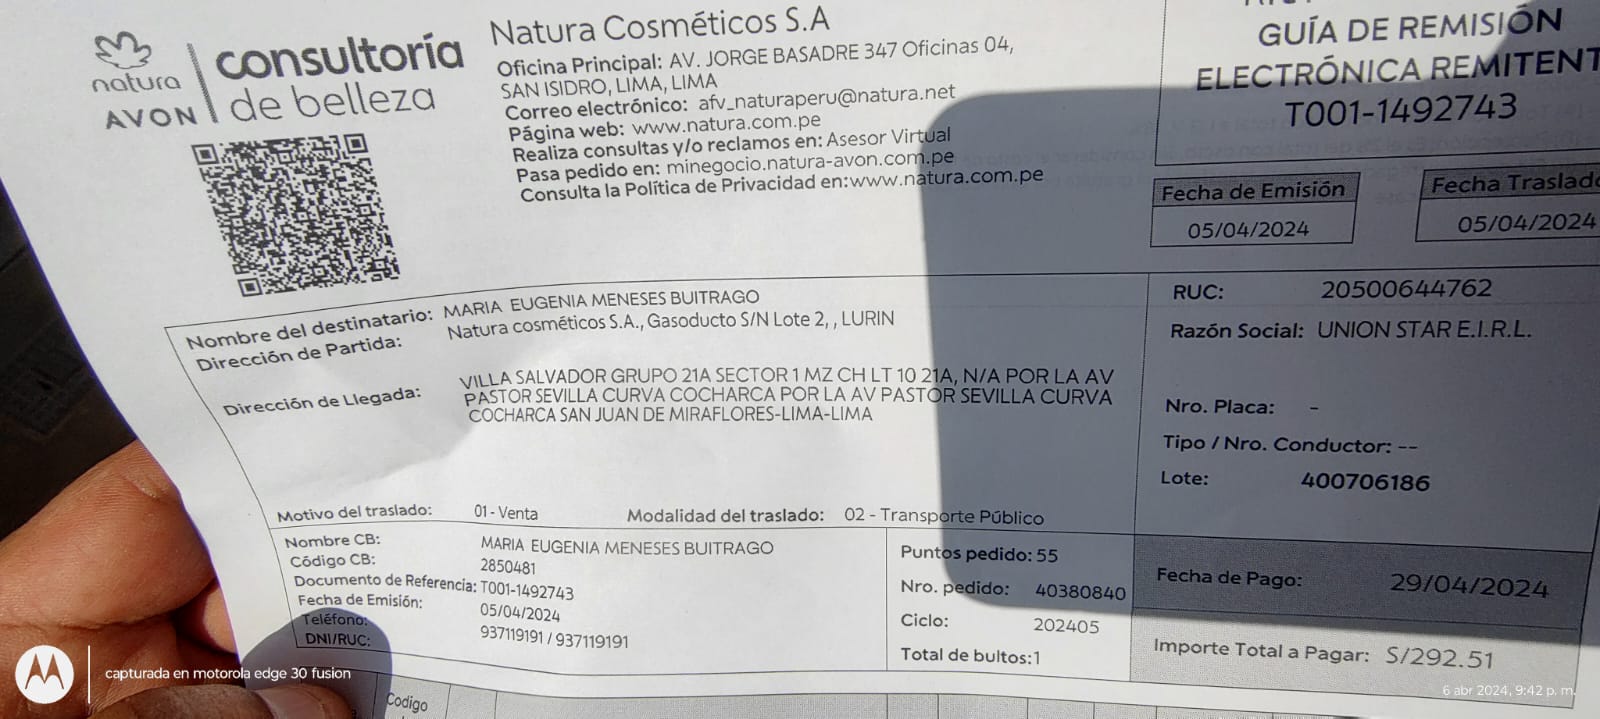 natura
AVON
consultoría
de belleza
Natura Cosméticos S.A
Oficina Principal: AV. JORGE BASADRE 347 Oficinas 04,
SAN ISIDRO, LIMA, LIMA
Correo electrónico: afv_naturaperu@natura.net
Página web: www.natura.com.pe
Realiza consultas y/o reclamos en: Asesor Virtual
Pasa pedido en: minegocio.natura-avon.com.pe
Consulta la Política de Privacidad en:www.natura.com.pe
GUÍA DE REMISIÓN
ELECTRÓNICA REMITENT
T001-1492743
Fecha de Emisión
05/04/2024
Fecha Traslado
05/04/2024
Nombre del destinatario: MARIA EUGENIA MENESES BUITRAGO
Dirección de Partida: Natura cosméticos S.A., Gasoducto S/N Lote 2, , LURIN
Dirección de Llegada: VILLA SALVADOR GRUPO 21A SECTOR 1 MZ CH LT 10 21A, N/A POR LA AV
PASTOR SEVILLA CURVA COCHARCA POR LA AV PASTOR SEVILLA CURVA
COCHARCA SAN JUAN DE MIRAFLORES-LIMA-LIMA
RUC: 20500644762
Razón Social: UNION STAR E.I.R.L.
Nro. Placa: -
Tipo / Nro. Conductor: --
Lote: 400706186
Motivo del traslado: 01 - Venta Modalidad del traslado: 02 - Transporte Público
Nombre CB: MARIA EUGENIA MENESES BUITRAGO
Código CB: 2850481
Documento de Referencia: T001-1492743
Fecha de Emisión: 05/04/2024
Teléfono: 937119191 / 937119191
DNI/RUC:
Puntos pedido: 55
Nro. pedido: 40380840
Ciclo: 202405
Total de bultos:1
Fecha de Pago: 29/04/2024
Importe Total a Pagar: S/292.51
Codigo
capturada en motorola edge 30 fusion
6 abr 2024, 9:42 p. m.